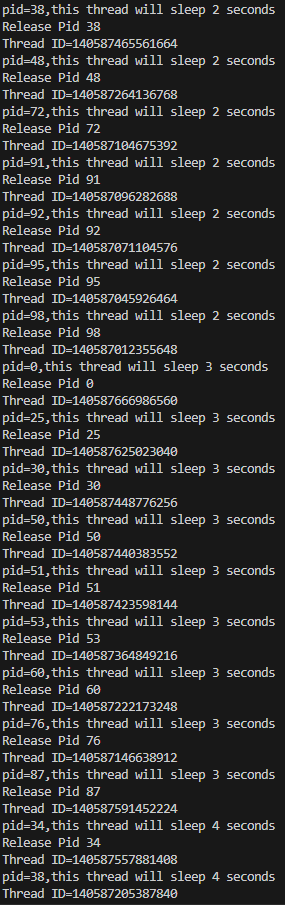 pid=38,this thread will sleep 2 seconds
Release Pid 38
Thread ID=140587465561664
pid=48,this thread will sleep 2 seconds
Release Pid 48
Thread ID=140587264136768
pid=72,this thread will sleep 2 seconds
Release Pid 72
Thread ID=140587104675392
pid=91,this thread will sleep 2 seconds
Release Pid 91
Thread ID=140587096282688
pid=92,this thread will sleep 2 seconds
Release Pid 92
Thread ID=140587071104576
pid=95,this thread will sleep 2 seconds
Release Pid 95
Thread ID=140587045926464
pid=98,this thread will sleep 2 seconds
Release Pid 98
Thread ID=140587012355648
pid=0,this thread will sleep 3 seconds
Release Pid 0
Thread ID=140587666986560
pid=25,this thread will sleep 3 seconds
Release Pid 25
Thread ID=140587625023040
pid=30,this thread will sleep 3 seconds
Release Pid 30
Thread ID=140587448776256
pid=50,this thread will sleep 3 seconds
Release Pid 50
Thread ID=140587440383552
pid=51,this thread will sleep 3 seconds
Release Pid 51
Thread ID=140587423598144
pid=53,this thread will sleep 3 seconds
Release Pid 53
Thread ID=140587364849216
pid=60,this thread will sleep 3 seconds
Release Pid 60
Thread ID=140587222173248
pid=76,this thread will sleep 3 seconds
Release Pid 76
Thread ID=140587146638912
pid=87,this thread will sleep 3 seconds
Release Pid 87
Thread ID=140587591452224
pid=34,this thread will sleep 4 seconds
Release Pid 34
Thread ID=140587557881408
pid=38,this thread will sleep 4 seconds
Thread ID=140587205387840